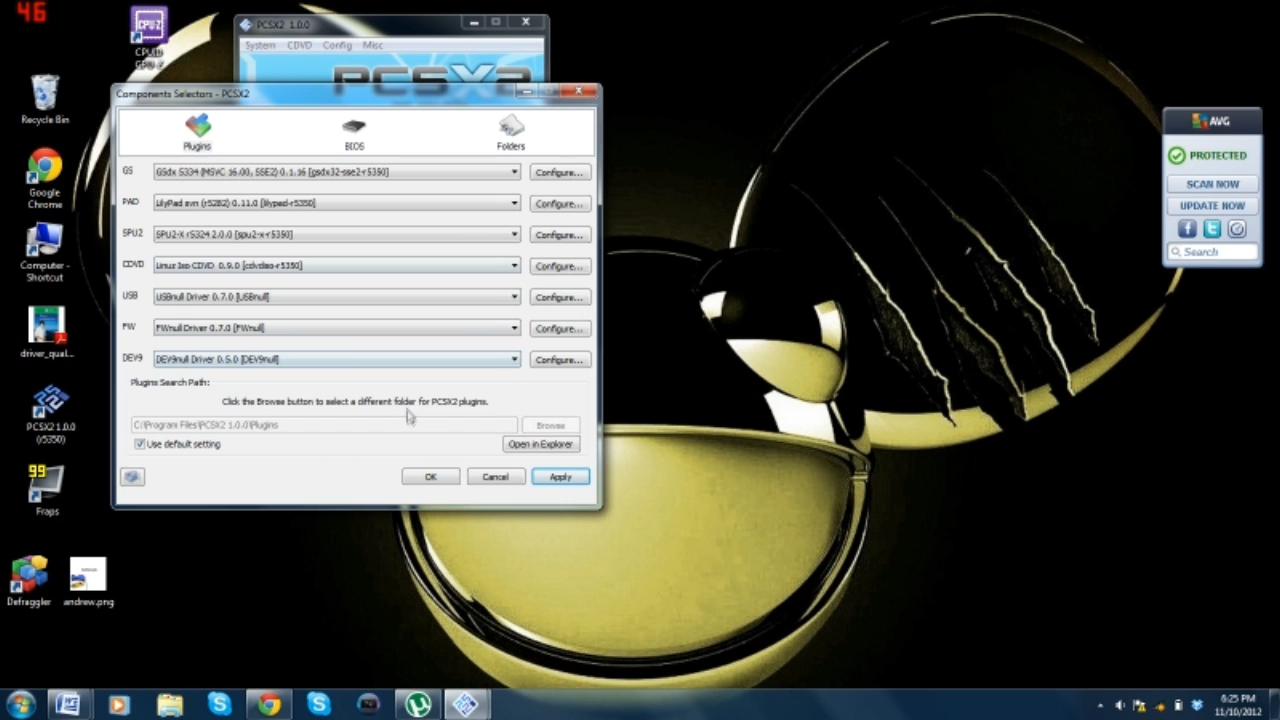 46
CPUID
Recycle Bin
Google
Chrome
Computer -
Shortcut
driver_qual...
PCSX2 1.0.0
(r5350)
99
Fraps
Defraggler
andrew.png
PCSX2 1.0.0
System CDVD Config Misc
PCSX2
Components Selectors - PCSX2
Plugins BIOS Folders
GS GSdx 5334 (MSVC 16.00, SSE2) 0.1.16 [gsdx32-sse2-r5350] Configure...
PAD LilyPad svn (r5282) 0.11.0 [lilypad-r5350] Configure...
SPU2 SPU2-X r5324 2.0.0 [spu2-x-r5350] Configure...
CDVD Linuz Iso CDVD 0.9.0 [cdvdiso-r5350] Configure...
USB USBnull Driver 0.7.0 [USBnull] Configure...
FW FWnull Driver 0.7.0 [FWnull] Configure...
DEV9 DEV9null Driver 0.5.0 [DEV9null] Configure...
Plugins Search Path:
Click the Browse button to select a different folder for PCSX2 plugins.
C:\Program Files\PCSX2 1.0.0\Plugins Browse
Use default setting Open in Explorer
OK Cancel Apply
AVG
PROTECTED
SCAN NOW
UPDATE NOW
Search
6:25 PM
11/10/2012